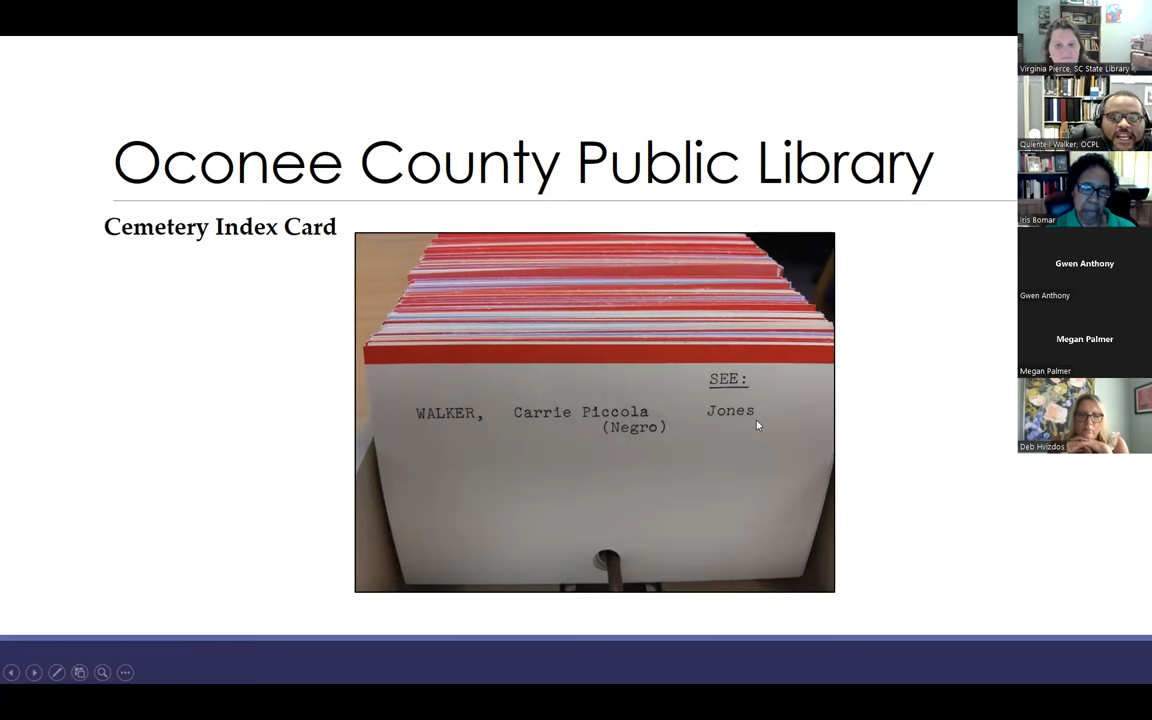 Oconee County Public Library
Cemetery Index Card
SEE:
WALKER, Carrie Piccola Jones
(Negro)
Virginia Pierce, SC State Library
Quientell Walker, OCPL
Iris Bomar
Gwen Anthony
Gwen Anthony
Megan Palmer
Megan Palmer
Deb Hvizdos